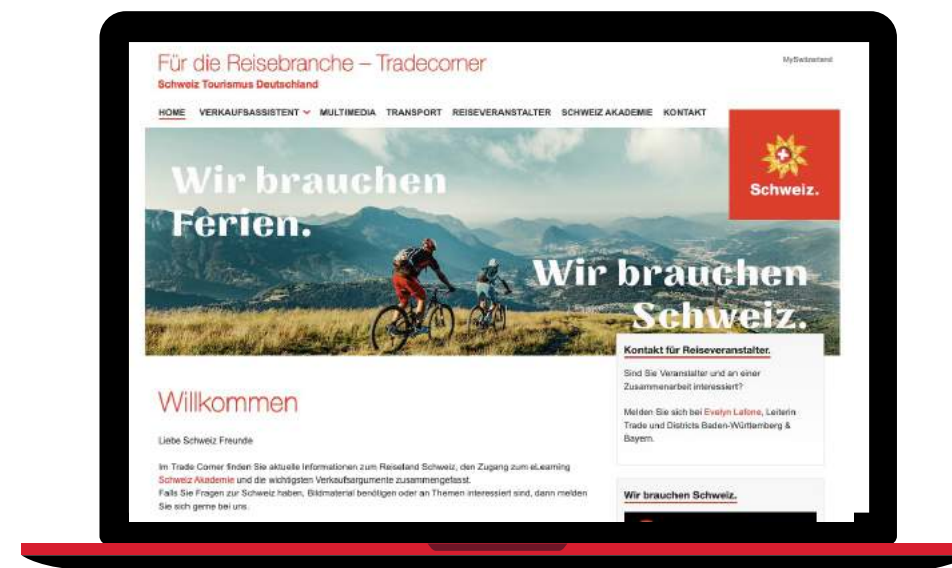 Für die Reisebranche – Tradecorner
Schweiz Tourismus Deutschland
MySwitzerland
HOME VERKAUFSASSISTENT MULTIMEDIA TRANSPORT REISEVERANSTALTER SCHWEIZ AKADEMIE KONTAKT
Schweiz.
Wir brauchen
Ferien.
Wir brauchen
Schweiz.
Willkommen
Liebe Schweiz Freunde
Im Trade Corner finden Sie aktuelle Informationen zum Reiseland Schweiz, den Zugang zum eLearning
Schweiz Akademie und die wichtigsten Verkaufsargumente zusammengefasst.
Falls Sie Fragen zur Schweiz haben, Bildmaterial benötigen oder an Themen interessiert sind, dann melden
Sie sich gerne bei uns.
Kontakt für Reiseveranstalter.
Sind Sie Veranstalter und an einer
Zusammenarbeit interessiert?
Melden Sie sich bei Evelyn Lafone, Leiterin
Trade und Districts Baden-Württemberg &
Bayern.
Wir brauchen Schweiz.